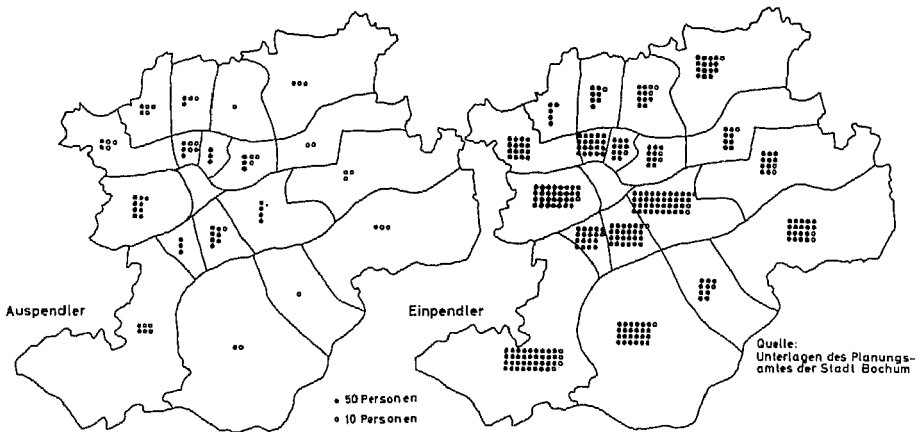 Auspendler
Einpendler
Quelle:
Unterlagen des Planungs-
amtes der Stadt Bochum
50 Personen
10 Personen